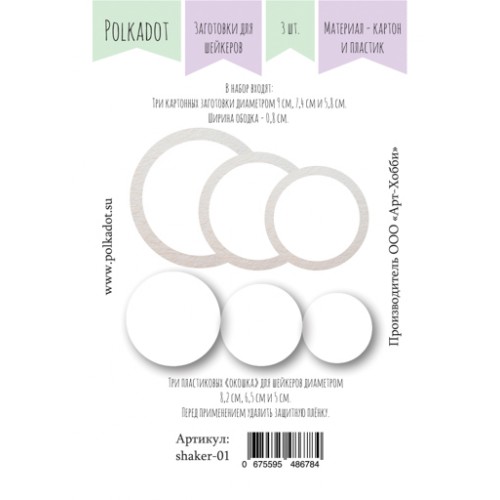 Polkadot
Заготовки для
шейкеров
3 шт.
Материал - картон
и пластик
В набор входят:
Три картонных заготовки диаметром 9 см, 7,4 см и 5,8 см.
Ширина ободка - 0,8 см.
www.polkadot.su
Производитель ООО «Арт-Хобби»
Три пластиковых «окошка» для шейкеров диаметром
8,2 см, 6,5 см и 5 см.
Перед применением удалить защитную плёнку.
Артикул:
shaker-01
0 675595 486784